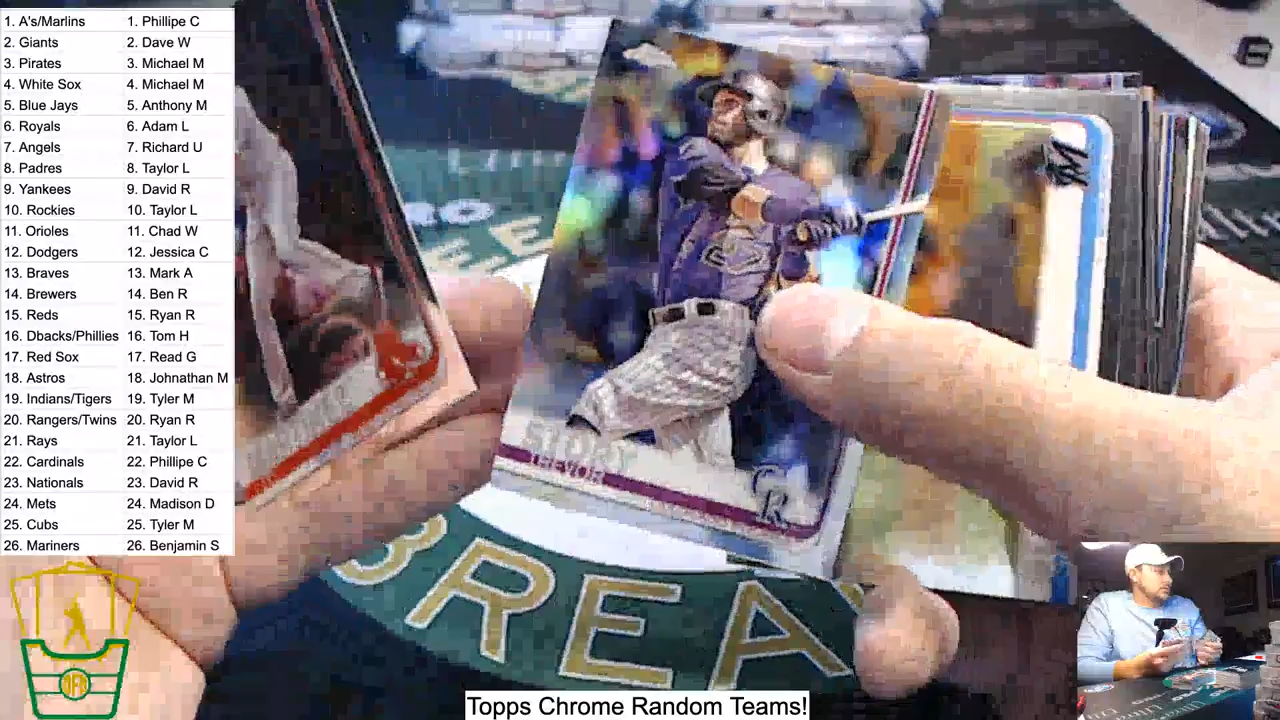 1. A's/Marlins 1. Phillipe C
2. Giants 2. Dave W
3. Pirates 3. Michael M
4. White Sox 4. Michael M
5. Blue Jays 5. Anthony M
6. Royals 6. Adam L
7. Angels 7. Richard U
8. Padres 8. Taylor L
9. Yankees 9. David R
10. Rockies 10. Taylor L
11. Orioles 11. Chad W
12. Dodgers 12. Jessica C
13. Braves 13. Mark A
14. Brewers 14. Ben R
15. Reds 15. Ryan R
16. Dbacks/Phillies 16. Tom H
17. Red Sox 17. Read G
18. Astros 18. Johnathan M
19. Indians/Tigers 19. Tyler M
20. Rangers/Twins 20. Ryan R
21. Rays 21. Taylor L
22. Cardinals 22. Phillipe C
23. Nationals 23. David R
24. Mets 24. Madison D
25. Cubs 25. Tyler M
26. Mariners 26. Benjamin S
STORY
TREVOR
CR
M
BREA
Topps Chrome Random Teams!